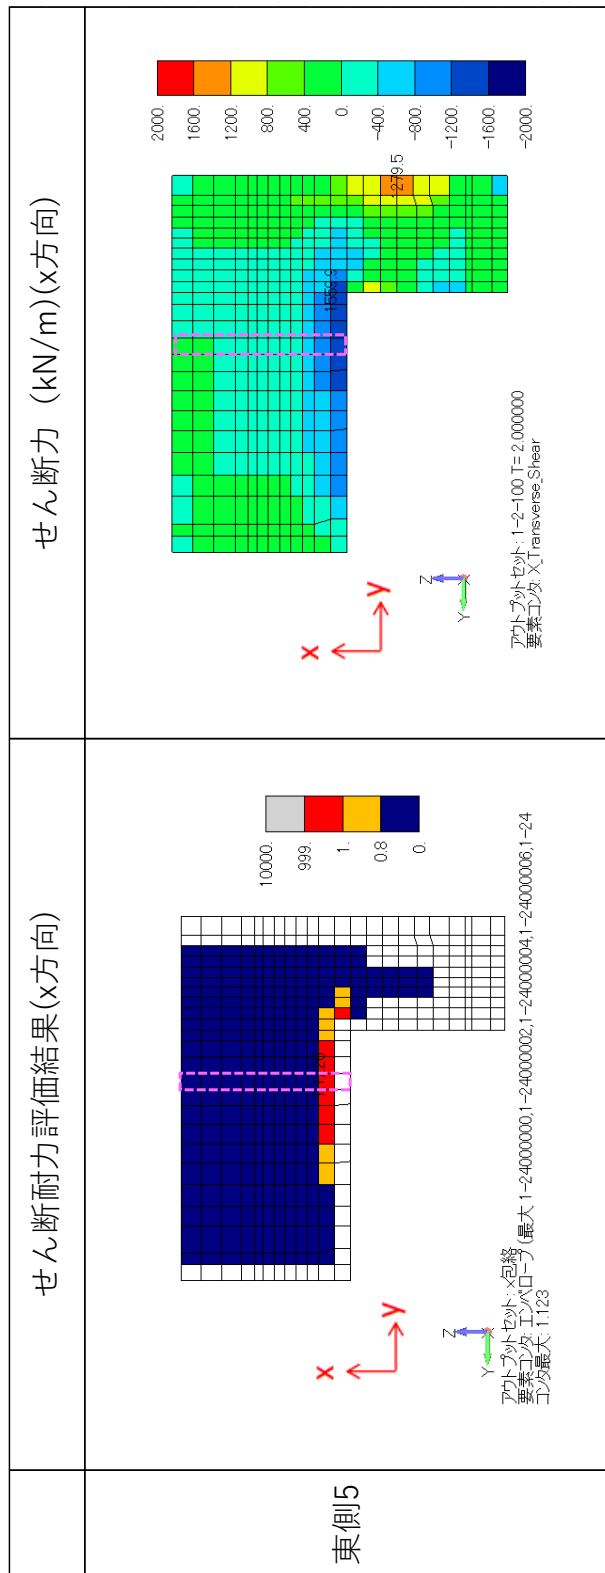 せん断耐力評価結果(x方向)
せん断力 (kN/m)(x方向)
東側5
10000.
999.
1.
0.8
0.
x
y
Z
Y
X
アウトプットセット: x包絡
要素コンタ: エンベロープ (最大 1-24000000,1-24000002,1-24000004,1-24000006,1-24
コンタ最大: 1.123
2000.
1600.
1200.
800.
400.
0.
-400.
-800.
-1200.
-1600.
-2000.
-279.5
x
y
Z
Y
X
アウトプットセット: 1-2-100 T= 2.000000
要素コンタ: X_Transverse_Shear